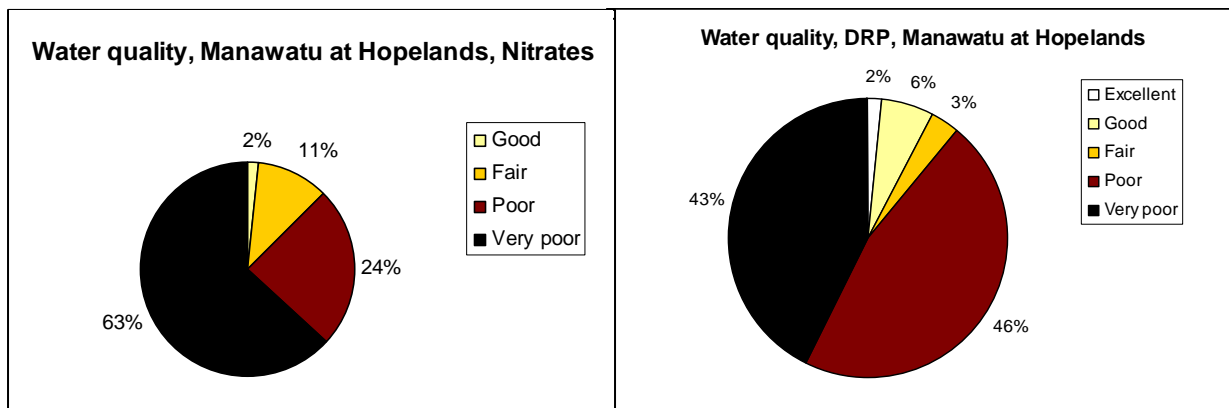 Water quality, Manawatu at Hopelands, Nitrates
2%
11%
24%
63%
Good
Fair
Poor
Very poor
Water quality, DRP, Manawatu at Hopelands
2%
6%
3%
46%
43%
Excellent
Good
Fair
Poor
Very poor